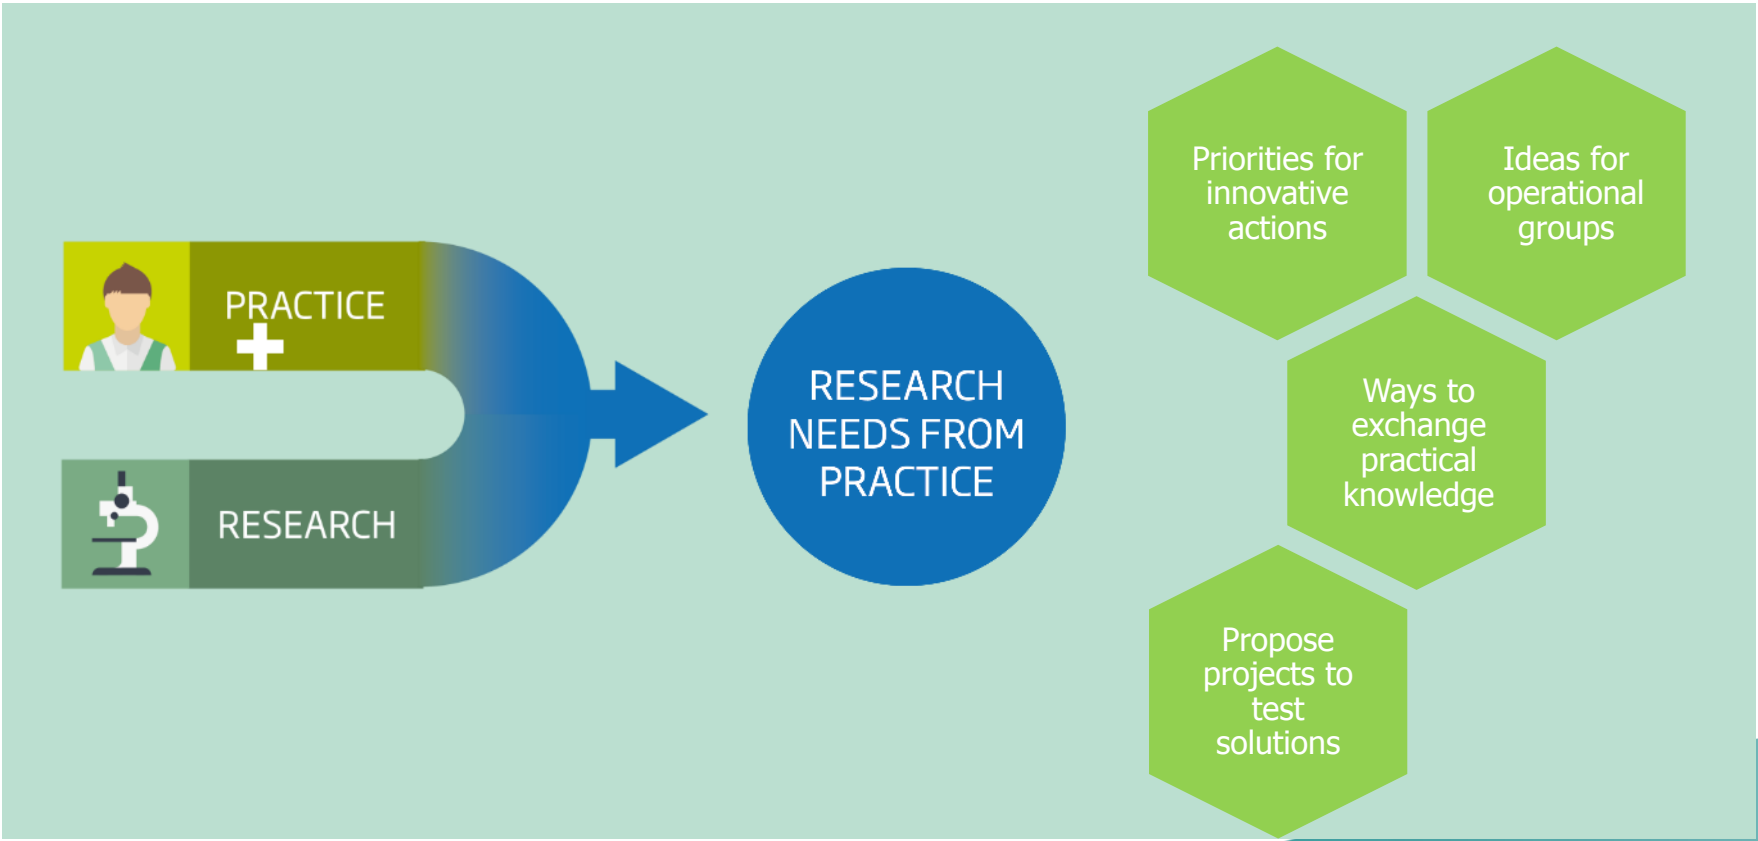 PRACTICE
+
RESEARCH
RESEARCH
NEEDS FROM
PRACTICE
Priorities for
innovative
actions
Ideas for
operational
groups
Ways to
exchange
practical
knowledge
Propose
projects to
test
solutions